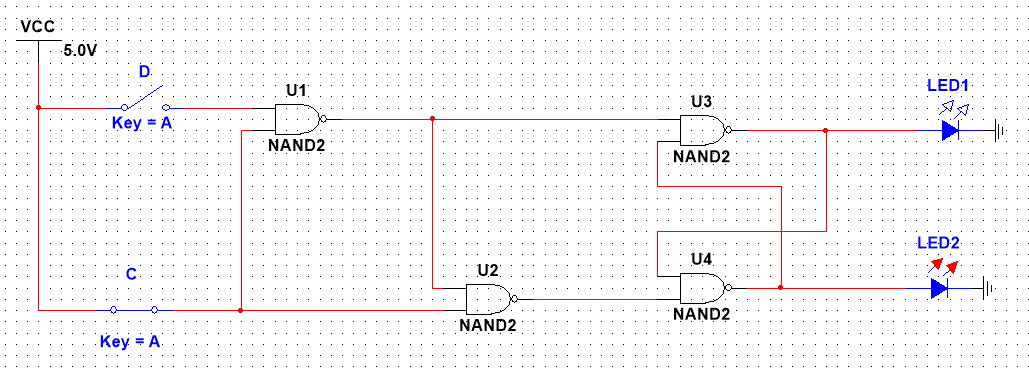 VCC
5.0V
D
Key = A
U1
NAND2
U3
NAND2
LED1
C
Key = A
U2
NAND2
U4
NAND2
LED2